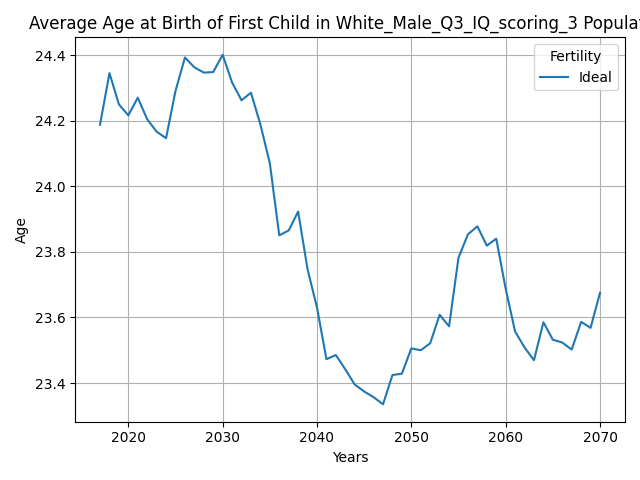 Average Age at Birth of First Child in White_Male_Q3_IQ_scoring_3
Fertility
Ideal
24.4
24.2
24.0
23.8
23.6
23.4
Age
2020 2030 2040 2050 2060 2070
Years